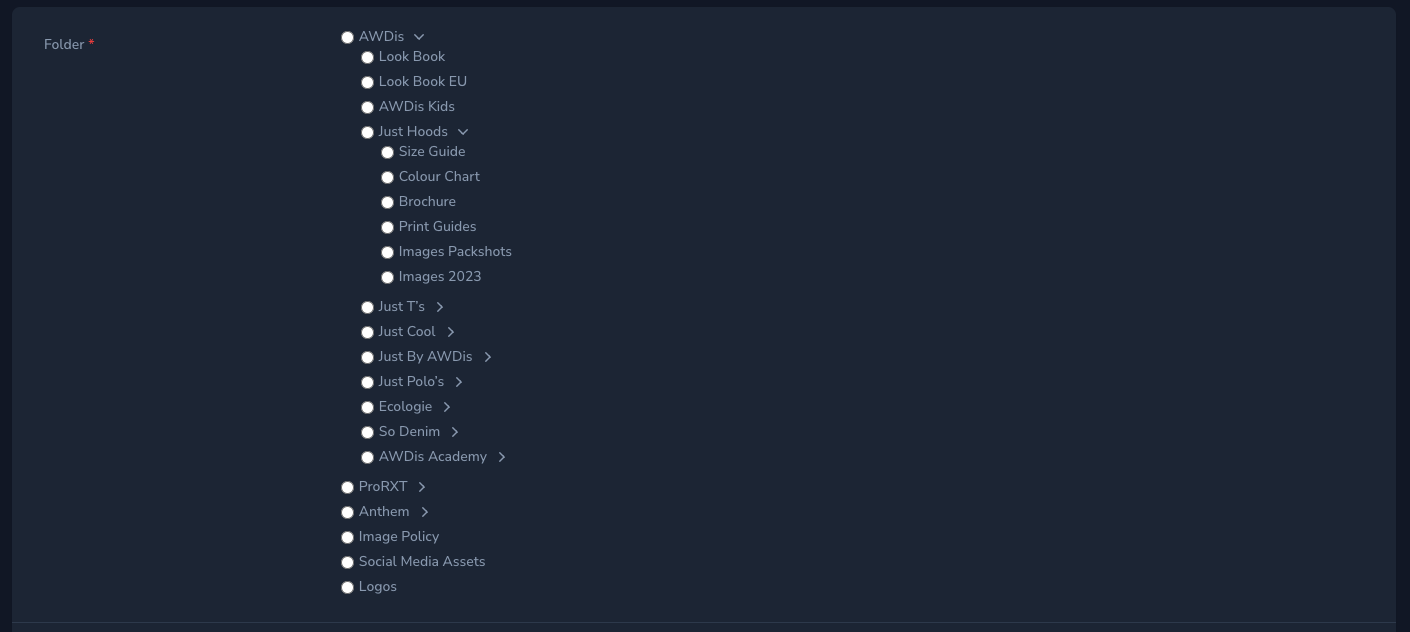 Folder *
AWDis
Look Book
Look Book EU
AWDis Kids
Just Hoods
Size Guide
Colour Chart
Brochure
Print Guides
Images Packshots
Images 2023
Just T's
Just Cool
Just By AWDis
Just Polo's
Ecologie
So Denim
AWDis Academy
ProRXT
Anthem
Image Policy
Social Media Assets
Logos